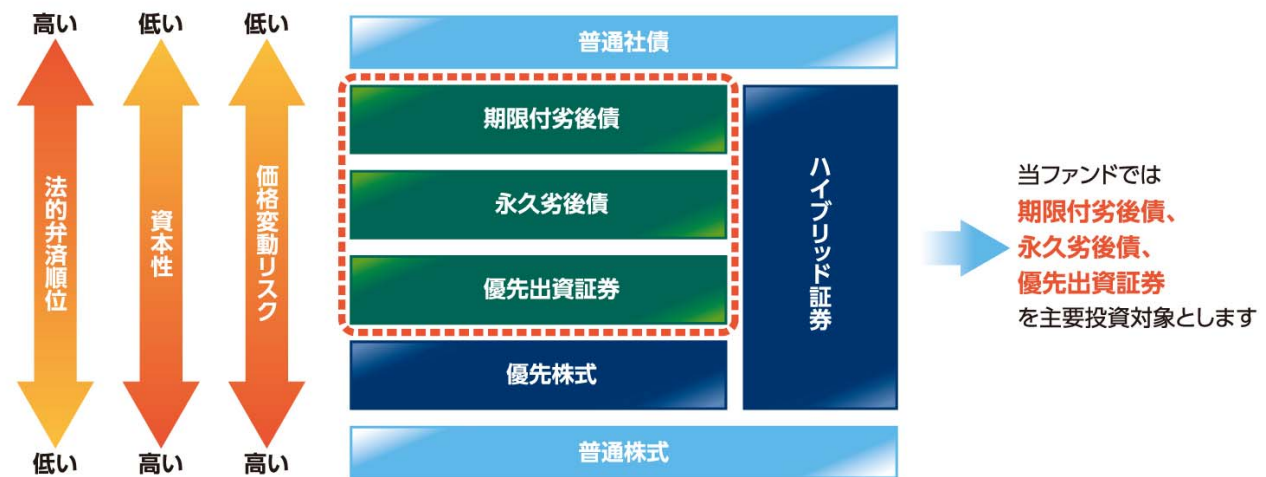 高い
低い
低い
法的弁済順位
資本性
価格変動リスク
低い
高い
高い
普通社債
期限付劣後債
永久劣後債
優先出資証券
優先株式
ハイブリッド証券
普通株式
当ファンドでは
期限付劣後債、
永久劣後債、
優先出資証券
を主要投資対象とします